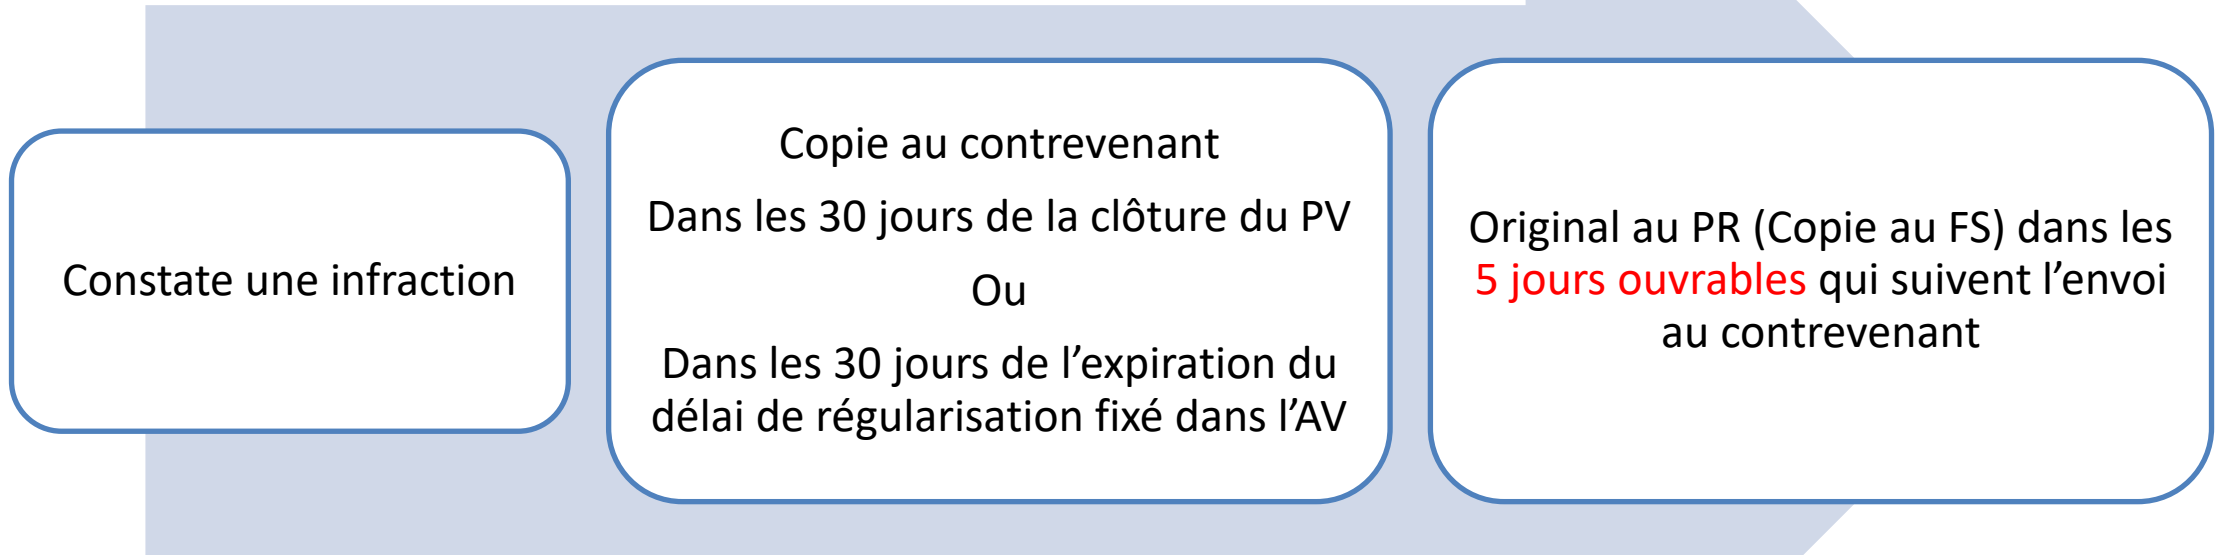 Constate une infraction
Copie au contrevenant
Dans les 30 jours de la clôture du PV
Ou
Dans les 30 jours de l’expiration du
délai de régularisation fixé dans l’AV
Original au PR (Copie au FS) dans les
5 jours ouvrables qui suivent l’envoi
au contrevenant